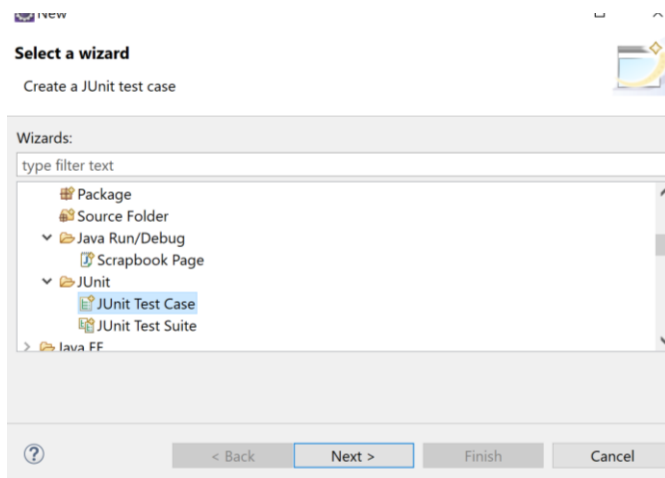 New
Select a wizard
Create a JUnit test case
Wizards:
type filter text
Package
Source Folder
Java Run/Debug
Scrapbook Page
JUnit
JUnit Test Case
JUnit Test Suite
Java EE
< Back Next > Finish Cancel